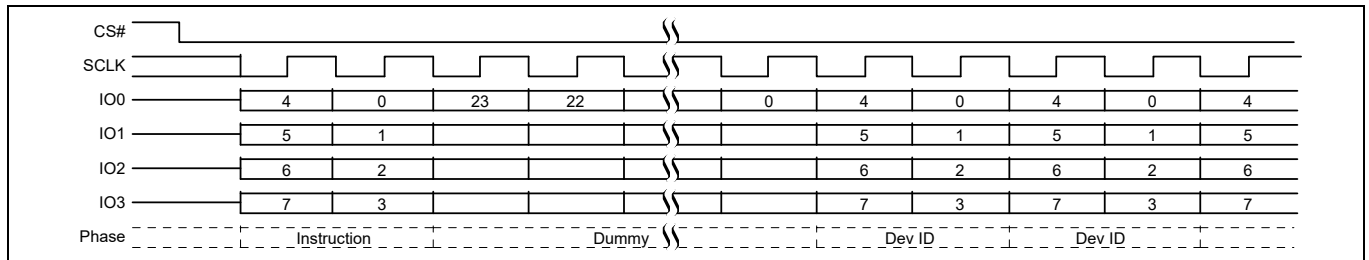 CS#
SCLK
IO0 4 0 23 22 0 4 0 4 0 4
IO1 5 1 5 1 5 1 5
IO2 6 2 6 2 6 2 6
IO3 7 3 7 3 7 3 7
Phase Instruction Dummy Dev ID Dev ID